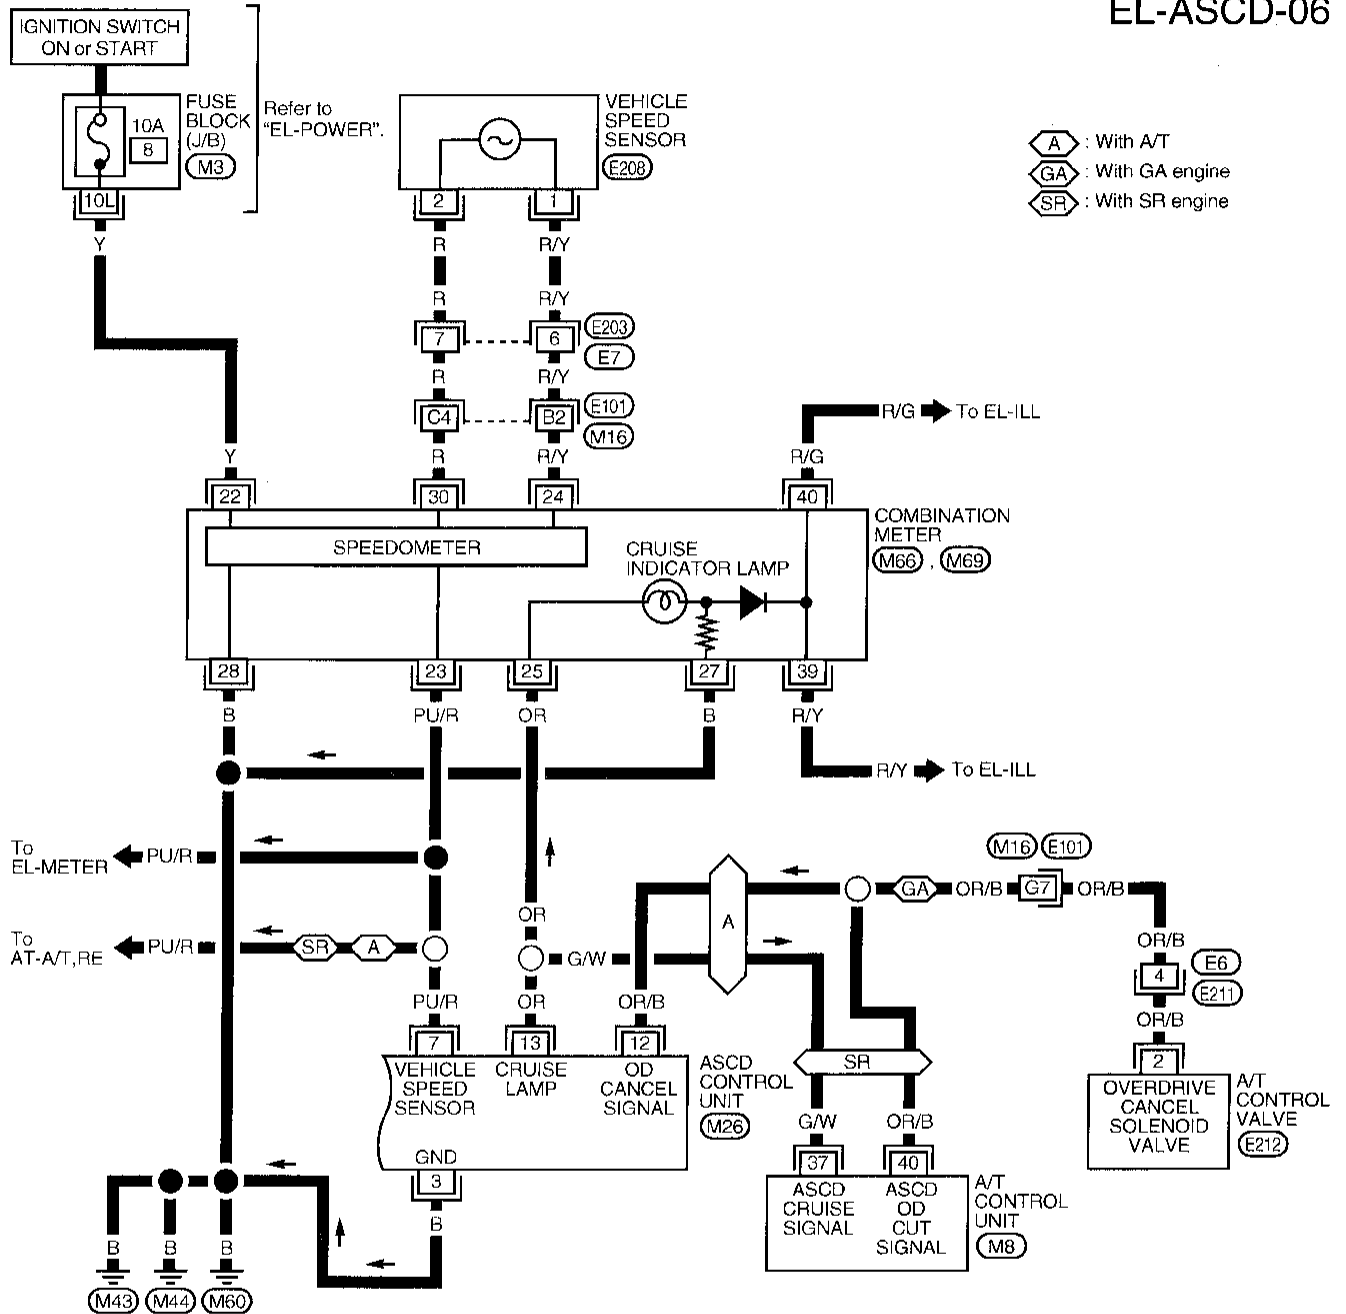 EL-ASCD-06
IGNITION SWITCH
ON or START
FUSE
BLOCK
(J/B)
M3
10A
8
10L
Refer to
"EL-POWER".
VEHICLE
SPEED
SENSOR
E208
2
1
A : With A/T
GA : With GA engine
SR : With SR engine
Y
R
R/Y
R
R/Y
7
6
E203
E7
R
R/Y
C4
B2
E101
M16
R/G
To EL-ILL
Y
R
R/Y
R/G
22
30
24
40
COMBINATION
METER
M66 , M69
SPEEDOMETER
CRUISE
INDICATOR LAMP
28
23
25
27
39
B
PU/R
OR
B
R/Y
R/Y
To EL-ILL
To
EL-METER
PU/R
M16
E101
A
GA
OR/B
G7
OR/B
OR
To
AT-A/T,RE
PU/R
SR
A
G/W
OR/B
4
E6
E211
PU/R
OR
OR/B
OR/B
7
13
12
2
VEHICLE
SPEED
SENSOR
CRUISE
LAMP
OD
CANCEL
SIGNAL
ASCD
CONTROL
UNIT
M26
SR
OVERDRIVE
CANCEL
SOLENOID
VALVE
A/T
CONTROL
VALVE
E212
G/W
OR/B
GND
3
37
40
ASCD
CRUISE
SIGNAL
ASCD
OD
CUT
SIGNAL
A/T
CONTROL
UNIT
M8
B
B
B
B
M43
M44
M60